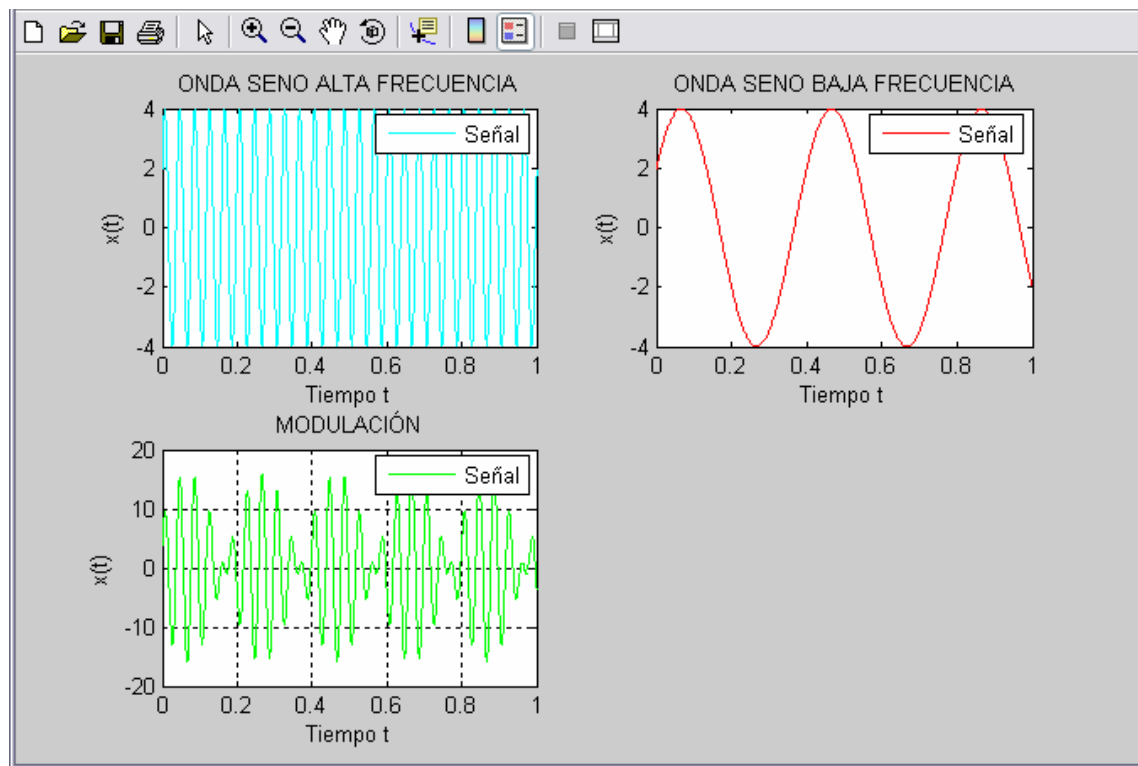 ONDA SENO ALTA FRECUENCIA
4
2
0
-2
-4
x(t)
Señal
0 0.2 0.4 0.6 0.8 1
Tiempo t
ONDA SENO BAJA FRECUENCIA
4
2
0
-2
-4
x(t)
Señal
0 0.2 0.4 0.6 0.8 1
Tiempo t
MODULACIÓN
20
10
0
-10
-20
x(t)
Señal
0 0.2 0.4 0.6 0.8 1
Tiempo t